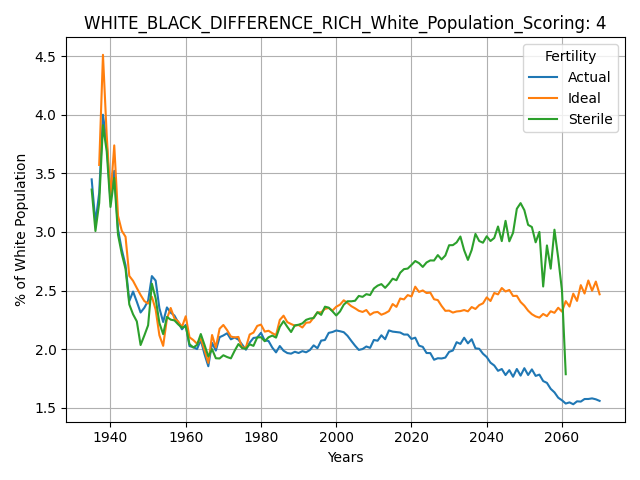 WHITE_BLACK_DIFFERENCE_RICH_White_Population_Scoring: 4
Fertility
Actual
Ideal
Sterile
% of White Population
4.5
4.0
3.5
3.0
2.5
2.0
1.5
1940 1960 1980 2000 2020 2040 2060
Years